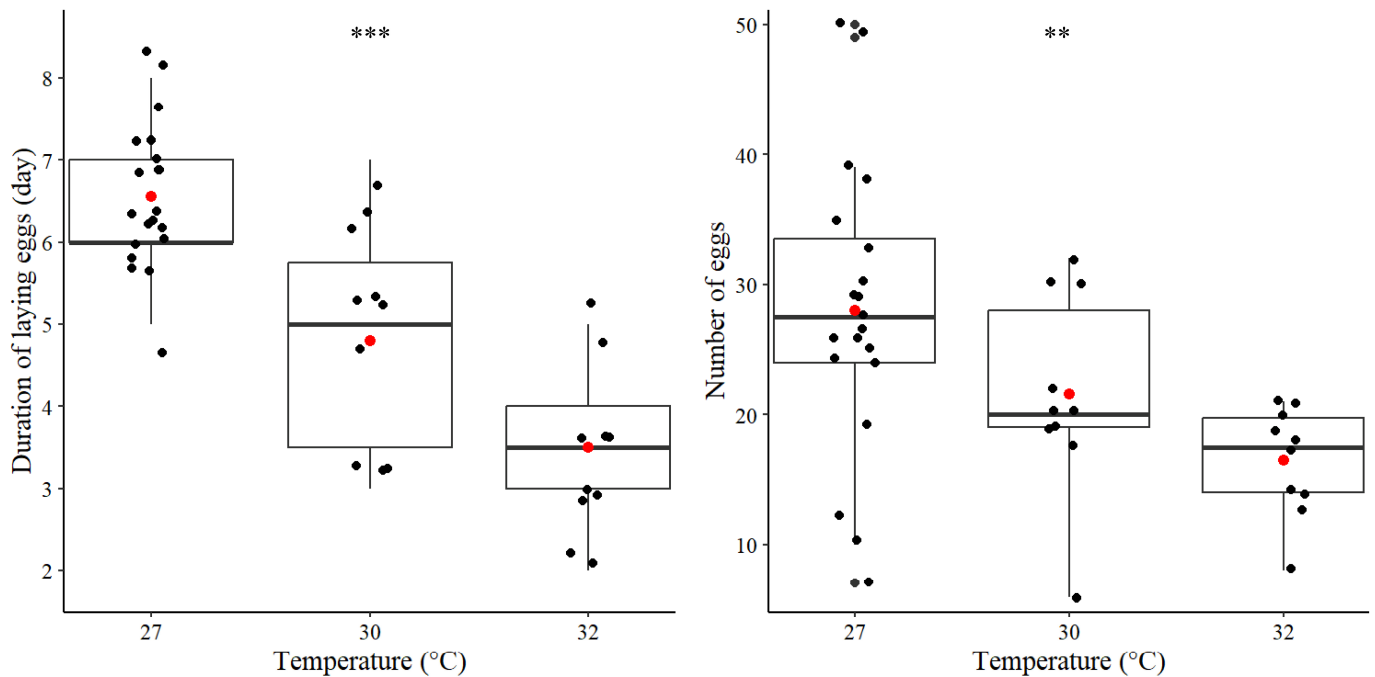 ***
8
7
6
5
4
3
2
Duration of laying eggs (day)
27 30 32
Temperature (°C)
**
50
40
30
20
10
Number of eggs
27 30 32
Temperature (°C)